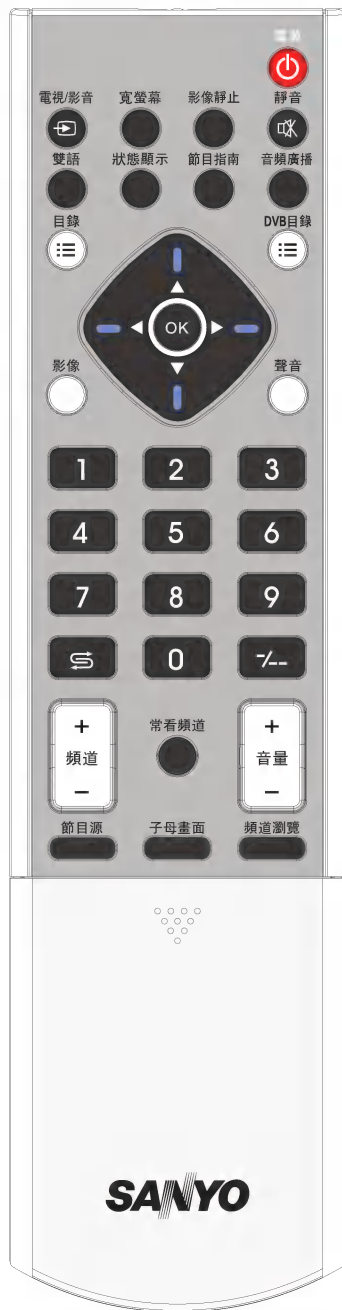 電視/影音 寬螢幕 影像靜止 靜音
雙語 狀態顯示 節目指南 音頻廣播
目錄 DVB目錄
OK
影像 聲音
1 2 3
4 5 6
7 8 9
0 -/--
+ 常看頻道 +
頻道 音量
− −
節目源 子母畫面 頻道瀏覽
SANYO